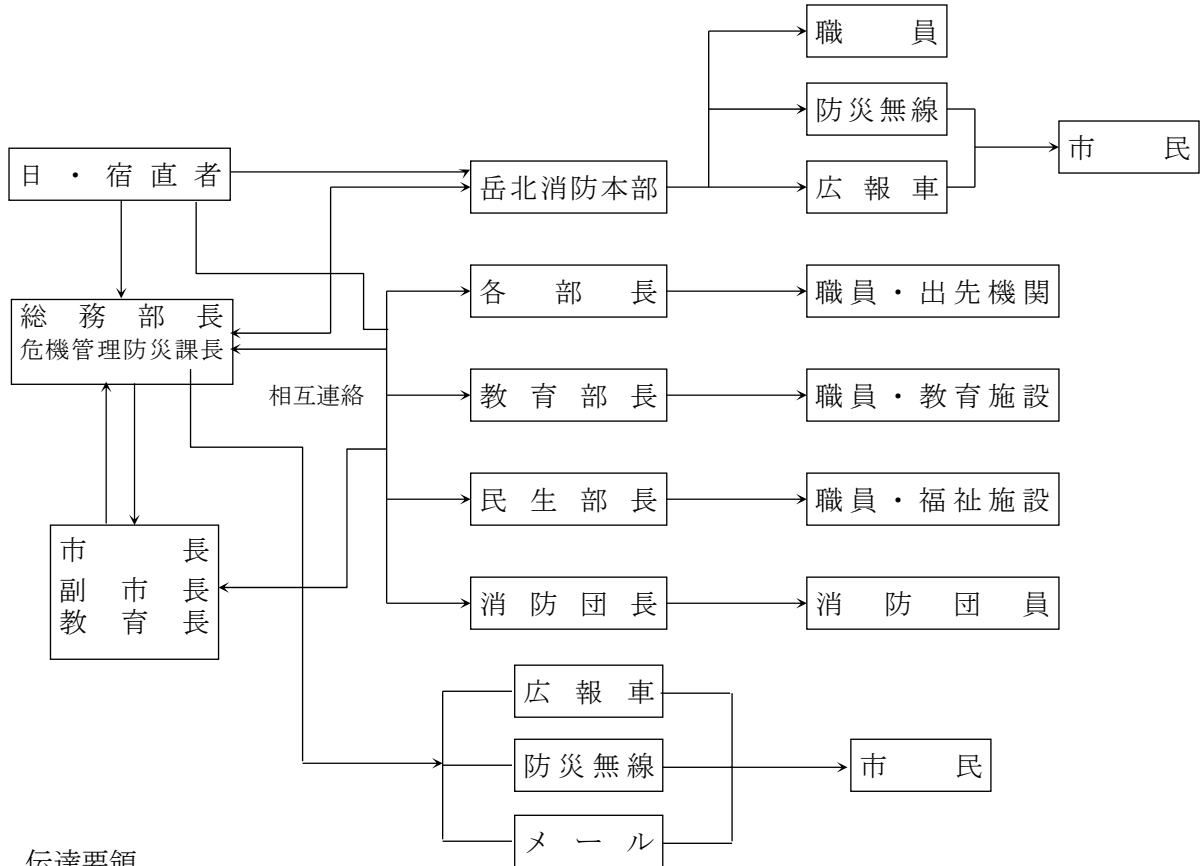 職員
防災無線
市民
日・宿直者
岳北消防本部
広報車
各部長
職員・出先機関
総務部長
危機管理防災課長
相互連絡
教育部長
職員・教育施設
民生部長
職員・福祉施設
市長
副市長
教育長
消防団長
消防団員
広報車
防災無線
市民
メール
伝達要領